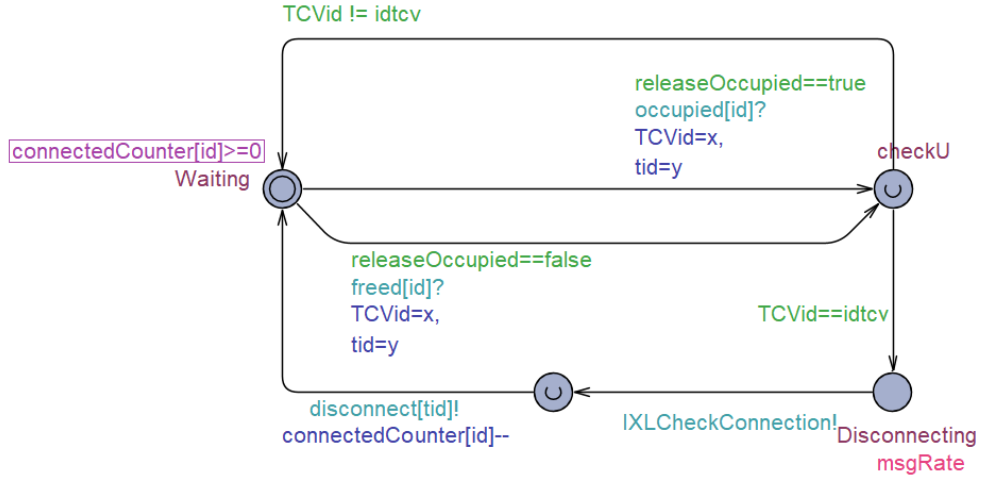 TCVid != idtcv
releaseOccupied==true
occupied[id]?
TCVid=x,
tid=y
connectedCounter[id]>=0
Waiting
checkU
releaseOccupied==false
freed[id]?
TCVid=x,
tid=y
TCVid==idtcv
disconnect[tid]!
connectedCounter[id]--
IXLCheckConnection!
Disconnecting
msgRate